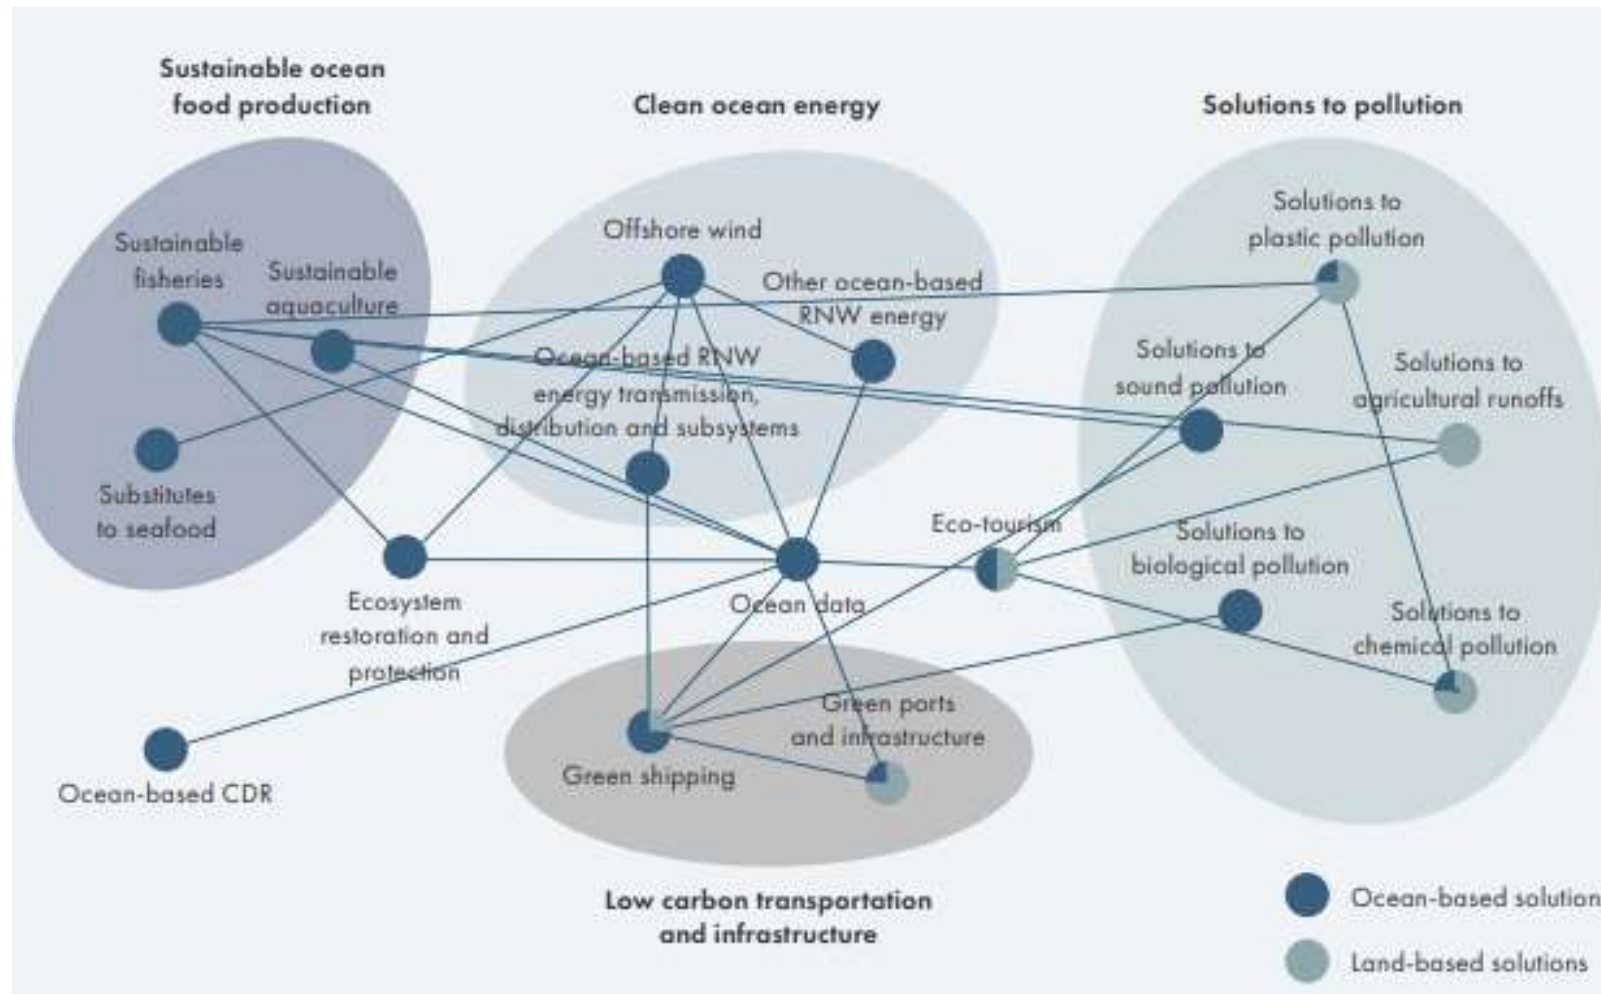 Sustainable ocean
food production
Clean ocean energy
Solutions to pollution
Sustainable
fisheries
Sustainable
aquaculture
Substitutes
to seafood
Offshore wind
Other ocean-based
RNW energy
Ocean-based RNW
energy transmission,
distribution and subsystems
Solutions to
plastic pollution
Solutions to
sound pollution
Solutions to
agricultural runoffs
Eco-tourism
Solutions to
biological pollution
Ecosystem
restoration and
protection
Ocean data
Solutions to
chemical pollution
Green ports
and infrastructure
Green shipping
Ocean-based CDR
Low carbon transportation
and infrastructure
Ocean-based solution
Land-based solutions